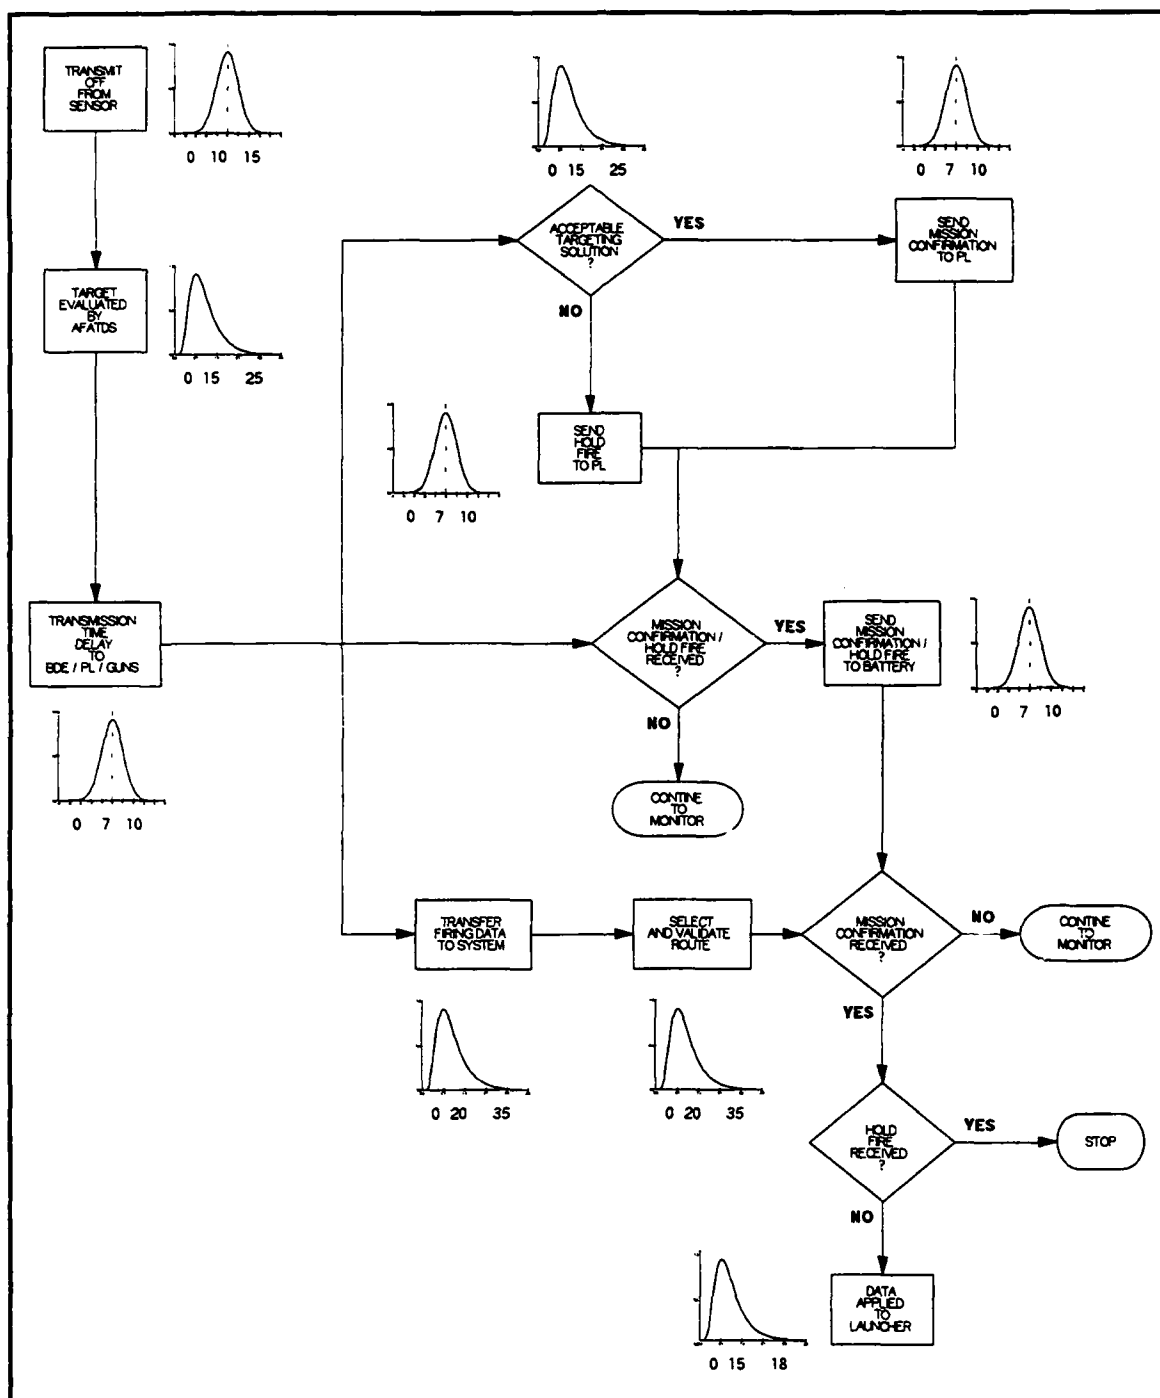 TRANSMIT
OFF
FROM
SENSOR
0 10 15
0 15 25
0 7 10
ACCEPTABLE
TARGETING
SOLUTION
?
YES
SEND
MISSION
CONFIRMATION
TO PL
NO
TARGET
EVALUATED
BY
AFATDS
0 15 25
SEND
HOLD
FIRE
TO PL
0 7 10
TRANSMISSION
TIME
DELAY
TO
BDE / PL / GUNS
0 7 10
MISSION
CONFIRMATION /
HOLD FIRE
RECEIVED
?
YES
SEND
MISSION
CONFIRMATION /
HOLD FIRE
TO BATTERY
0 7 10
NO
CONTINE
TO
MONITOR
TRANSFER
FIRING DATA
TO SYSTEM
0 20 35
SELECT
AND VALIDATE
ROUTE
0 20 35
MISSION
CONFIRMATION
RECEIVED
?
NO
CONTINE
TO
MONITOR
YES
HOLD
FIRE
RECEIVED
?
YES
STOP
NO
DATA
APPLIED
TO
LAUNCHER
0 15 18